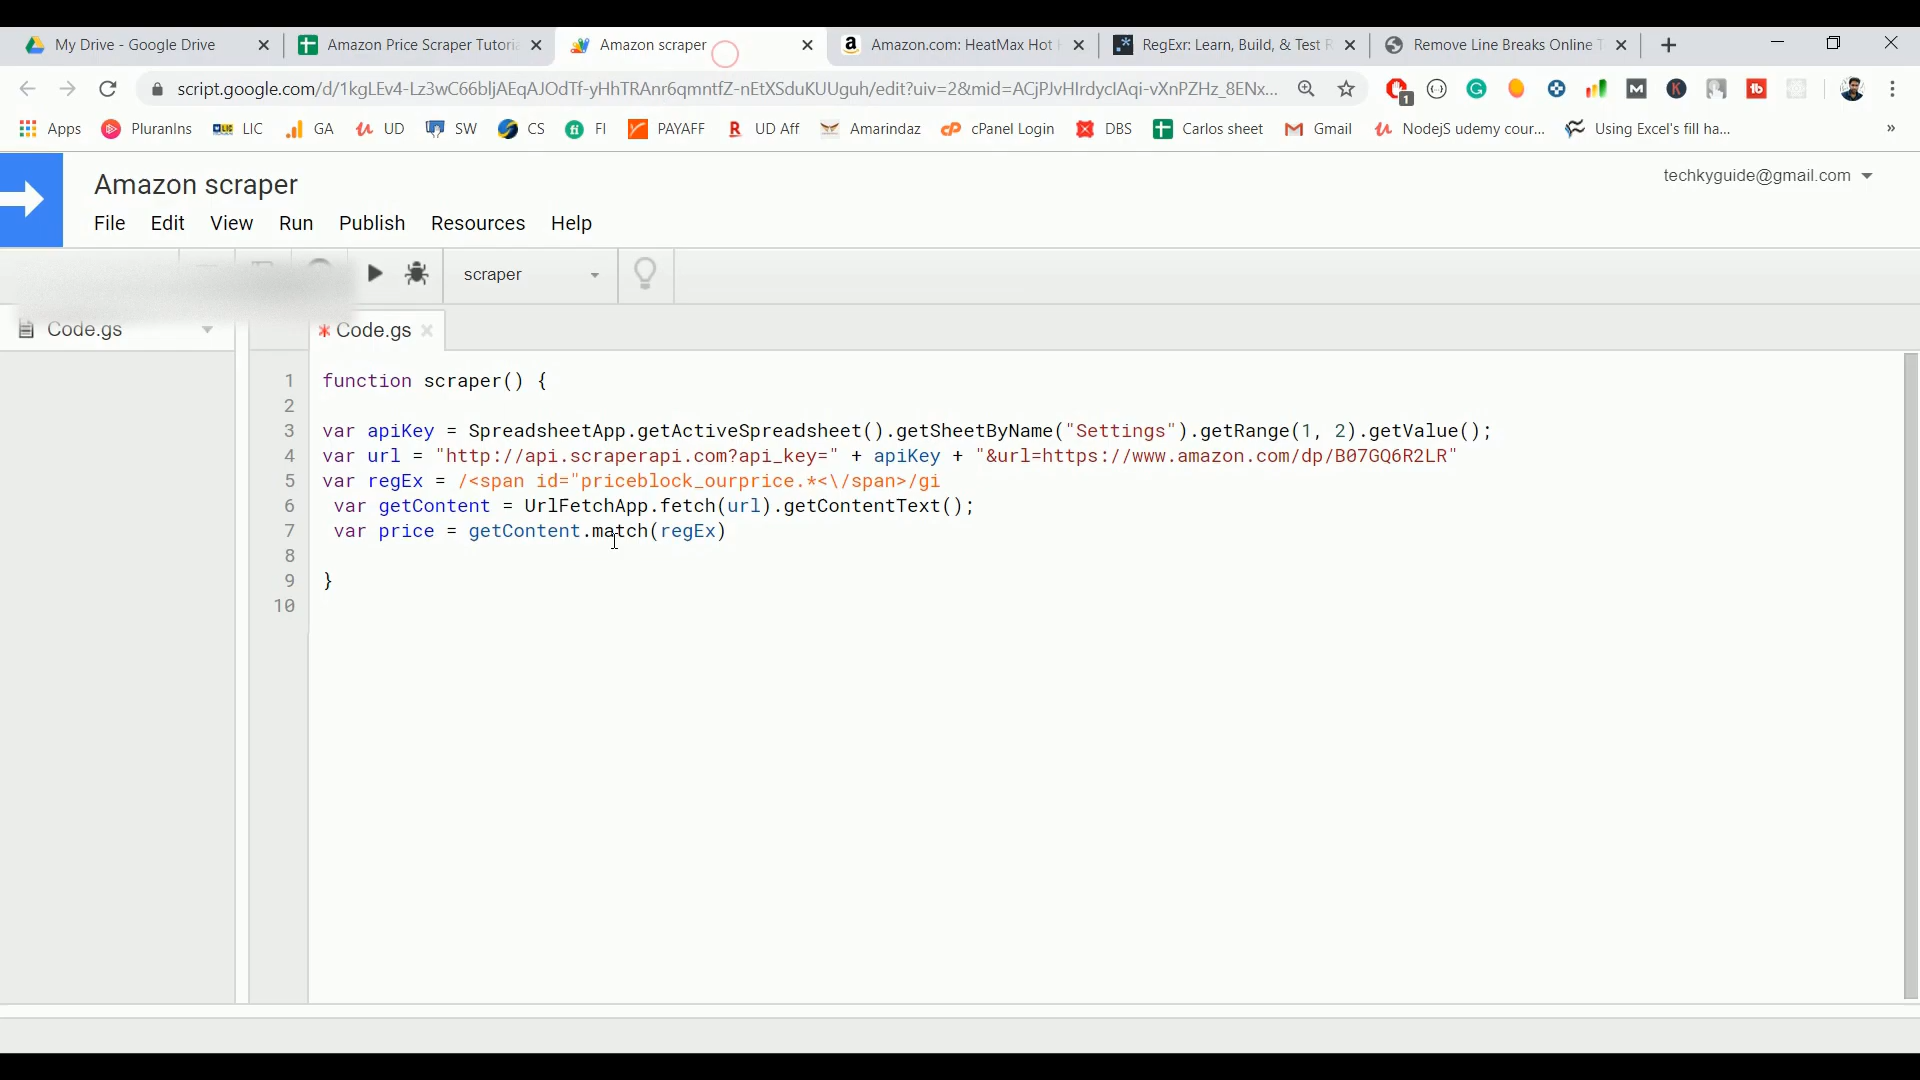 My Drive - Google Drive
Amazon Price Scraper Tutori
Amazon scraper
Amazon.com: HeatMax Hot
RegExr: Learn, Build, & Test R
Remove Line Breaks Online T
script.google.com/d/1kgLEv4-Lz3wC66bljAEqAJOdTf-yHhTRAnr6qmntfZ-nEtXSduKUUguh/edit?uiv=2&mid=ACjPJvHIrdyclAqi-vXnPZHz_8ENx...
Apps
PluranIns
LIC
GA
UD
SW
CS
FI
PAYAFF
UD Aff
Amarindaz
cPanel Login
DBS
Carlos sheet
Gmail
NodejS udemy cour...
Using Excel's fill ha...
»
Amazon scraper
techkyguide@gmail.com
File Edit View Run Publish Resources Help
scraper
Code.gs
* Code.gs
1 function scraper() {
2
3 var apiKey = SpreadsheetApp.getActiveSpreadsheet().getSheetByName("Settings").getRange(1, 2).getValue();
4 var url = "http://api.scraperapi.com?api_key=" + apiKey + "&url=https://www.amazon.com/dp/B07GQ6R2LR"
5 var regEx = /<span id="priceblock_ourprice.*<\/span>/gi
6 var getContent = UrlFetchApp.fetch(url).getContentText();
7 var price = getContent.match(regEx)
8
9 }
10